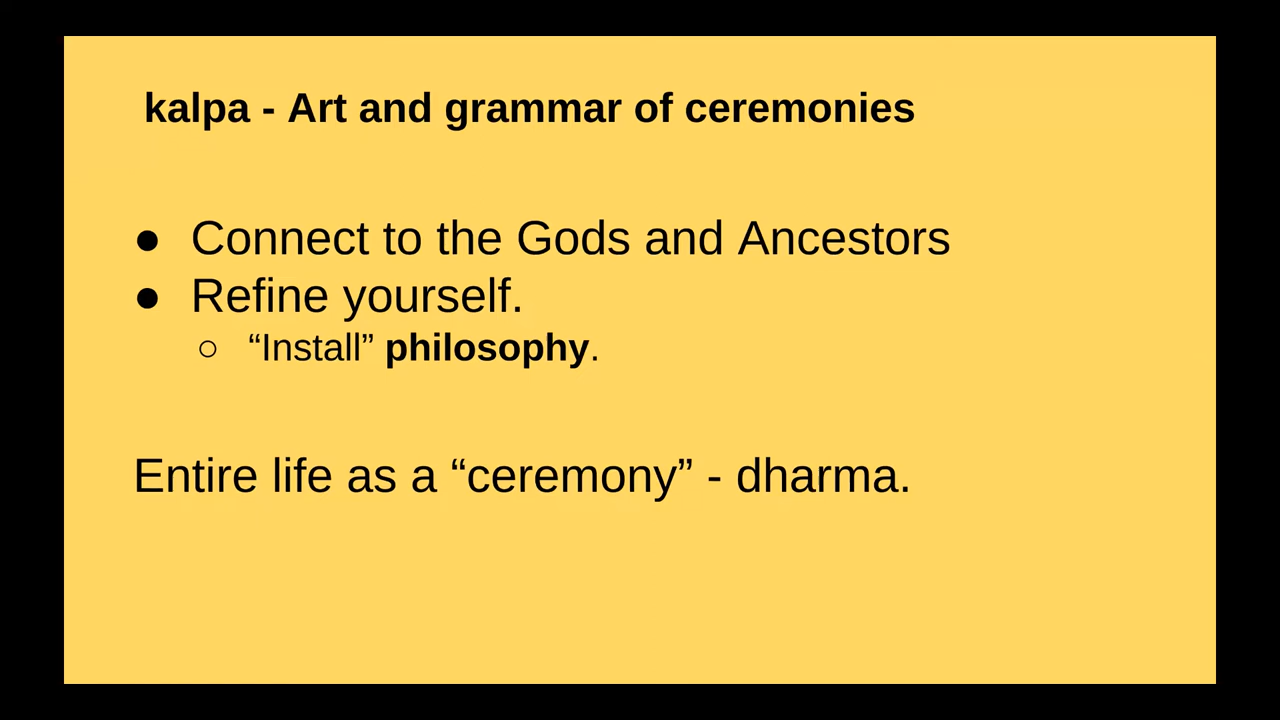 kalpa - Art and grammar of ceremonies
● Connect to the Gods and Ancestors
● Refine yourself.
○ “Install” philosophy.
Entire life as a “ceremony” - dharma.